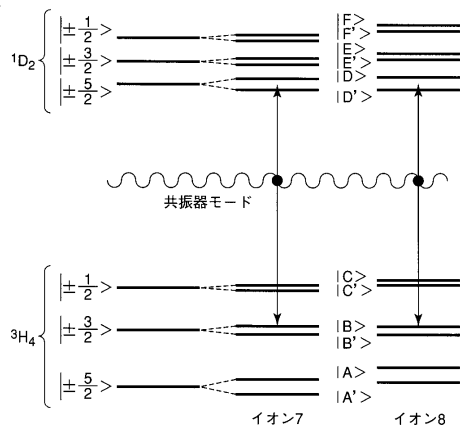 ¹D₂
|±1/2>
|±3/2>
|±5/2>
|F>
|F'>
|E>
|E'>
|D>
|D'>
共振器モード
³H₄
|±1/2>
|±3/2>
|±5/2>
|C>
|C'>
|B>
|B'>
|A>
|A'>
イオン7
イオン8